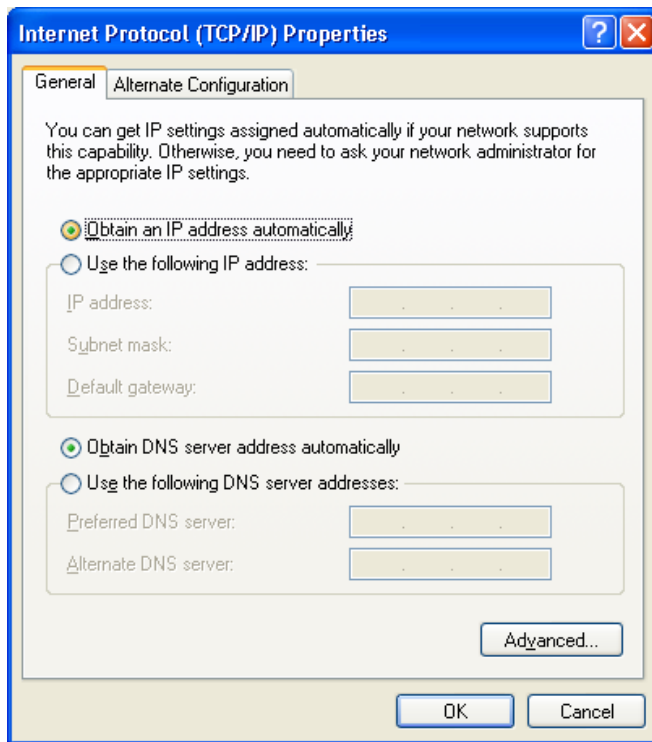 Internet Protocol (TCP/IP) Properties
General
Alternate Configuration
You can get IP settings assigned automatically if your network supports
this capability. Otherwise, you need to ask your network administrator for
the appropriate IP settings.
Obtain an IP address automatically
Use the following IP address:
IP address:
Subnet mask:
Default gateway:
Obtain DNS server address automatically
Use the following DNS server addresses:
Preferred DNS server:
Alternate DNS server:
Advanced...
OK
Cancel